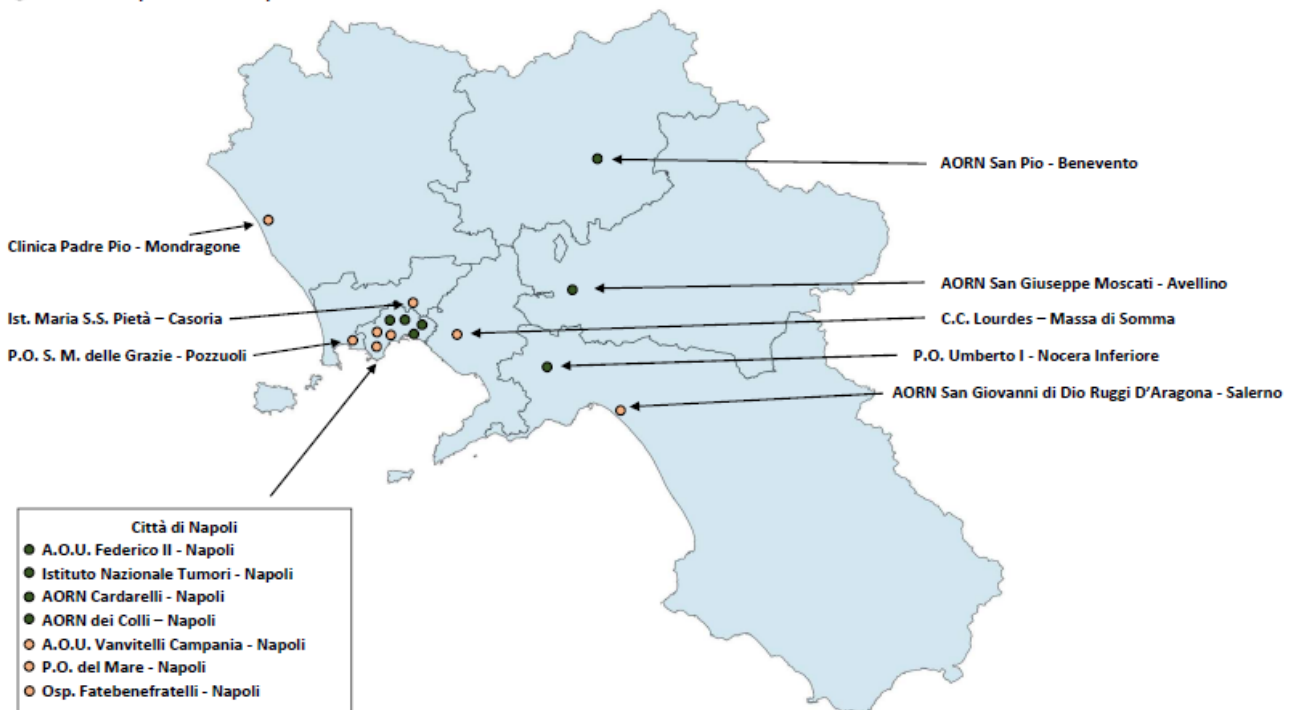 AORN San Pio - Benevento
Clinica Padre Pio - Mondragone
AORN San Giuseppe Moscati - Avellino
Ist. Maria S.S. Pietà – Casoria
C.C. Lourdes – Massa di Somma
P.O. S. M. delle Grazie - Pozzuoli
P.O. Umberto I - Nocera Inferiore
AORN San Giovanni di Dio Ruggi D’Aragona - Salerno
Città di Napoli
A.O.U. Federico II - Napoli
Istituto Nazionale Tumori - Napoli
AORN Cardarelli - Napoli
AORN dei Colli – Napoli
A.O.U. Vanvitelli Campania - Napoli
P.O. del Mare - Napoli
Osp. Fatebenefratelli - Napoli